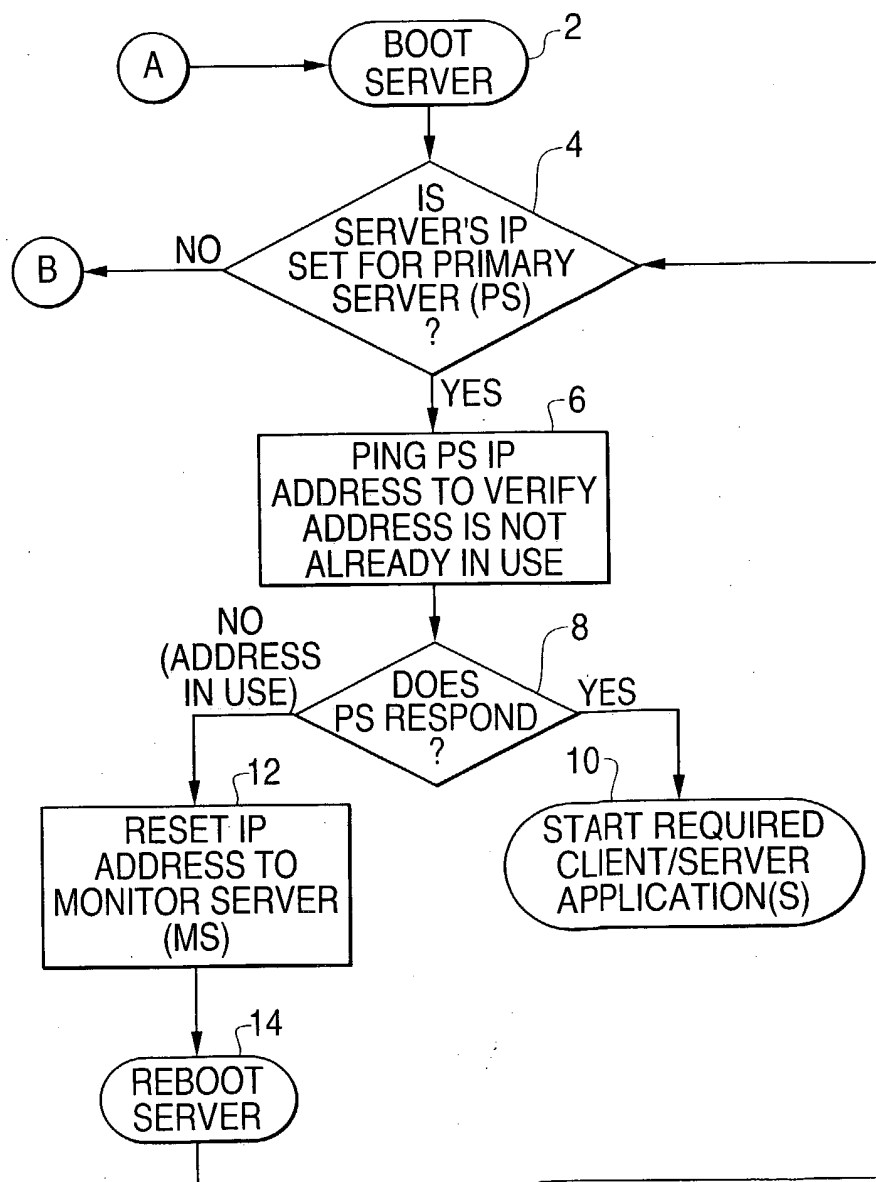 A
BOOT
SERVER
2
4
IS
SERVER'S IP
SET FOR PRIMARY
SERVER (PS)
?
NO
B
YES
6
PING PS IP
ADDRESS TO VERIFY
ADDRESS IS NOT
ALREADY IN USE
8
NO
(ADDRESS
IN USE)
DOES
PS RESPOND
?
YES
12
RESET IP
ADDRESS TO
MONITOR SERVER
(MS)
10
START REQUIRED
CLIENT/SERVER
APPLICATION(S)
14
REBOOT
SERVER